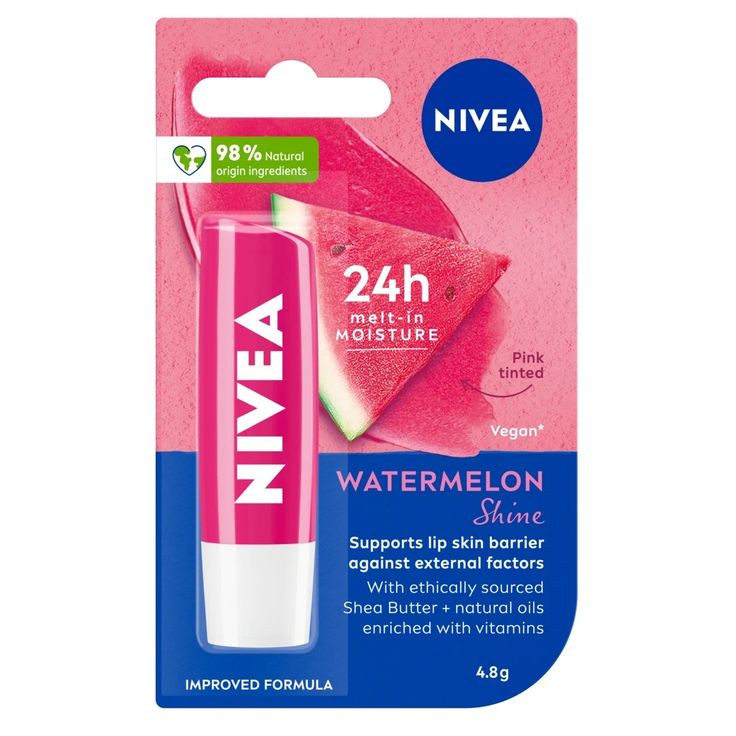 NIVEA
98% Natural
origin ingredients
24h
melt-in
MOISTURE
Pink
tinted
Vegan*
NIVEA
WATERMELON
Shine
Supports lip skin barrier
against external factors
With ethically sourced
Shea Butter + natural oils
enriched with vitamins
4.8g
IMPROVED FORMULA